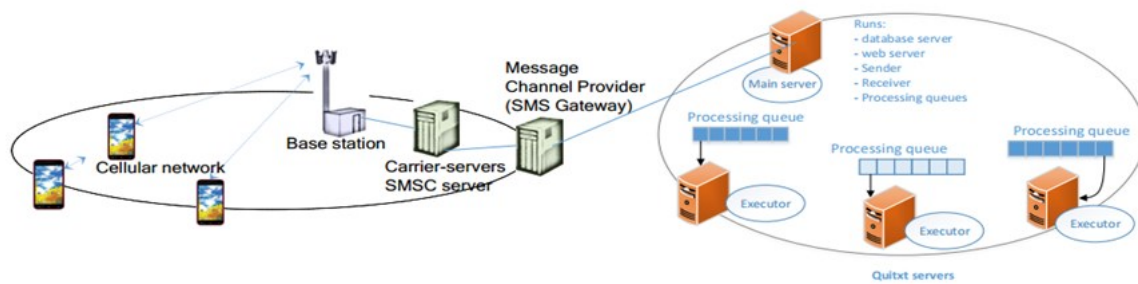 Cellular network
Base station
Carrier-servers
SMSC server
Message
Channel Provider
(SMS Gateway)
Main server
Runs:
- database server
- web server
- Sender
- Receiver
- Processing queues
Processing queue
Executor
Processing queue
Executor
Processing queue
Executor
Quitxt servers